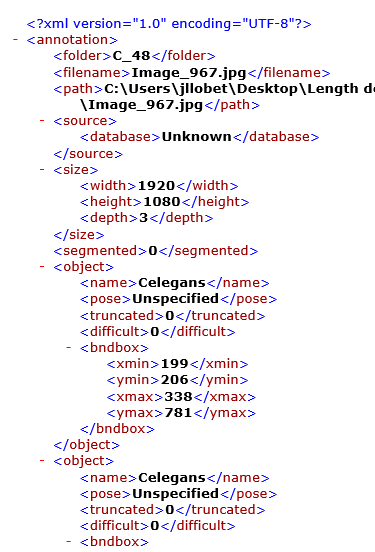 <?xml version="1.0" encoding="UTF-8"?>
- <annotation>
<folder>C_48</folder>
<filename>Image_967.jpg</filename>
<path>C:\Users\jllobet\Desktop\Length
\Image_967.jpg</path>
- <source>
<database>Unknown</database>
</source>
- <size>
<width>1920</width>
<height>1080</height>
<depth>3</depth>
</size>
<segmented>0</segmented>
- <object>
<name>Celegans</name>
<pose>Unspecified</pose>
<truncated>0</truncated>
<difficult>0</difficult>
- <bndbox>
<xmin>199</xmin>
<ymin>206</ymin>
<xmax>338</xmax>
<ymax>781</ymax>
</bndbox>
</object>
- <object>
<name>Celegans</name>
<pose>Unspecified</pose>
<truncated>0</truncated>
<difficult>0</difficult>
- <bndbox>